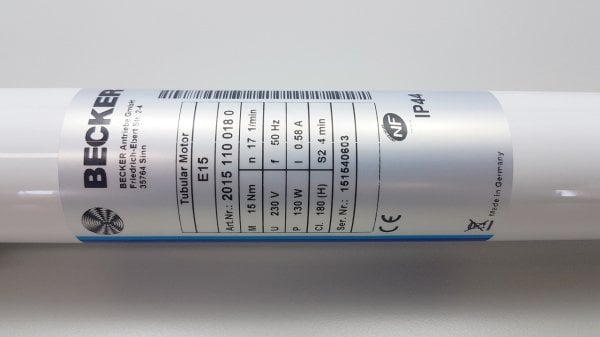 BECKER
BECKER Antriebe GmbH
Friedrich-Ebert Str. 2-4
35764 Sinn
Tubular Motor
E15
Art.Nr.: 2015 110 018 0
M 15 Nm n 17 1/min
U 230 V f 50 Hz
P 130 W I 0.58 A
Cl. 180 (H) S2 4 min
Ser. Nr.: 151540603
CE
NF
IP44
Made in Germany